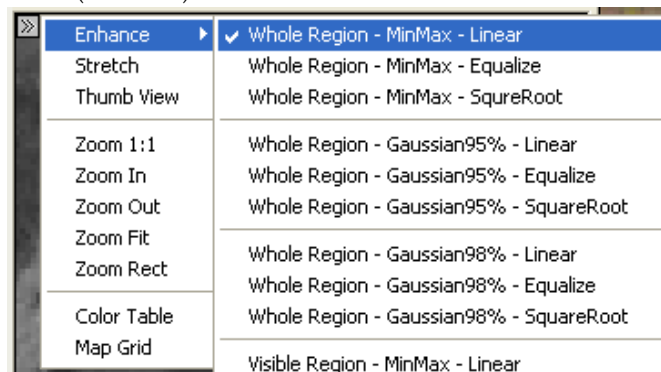 Enhance
Stretch
Thumb View
Zoom 1:1
Zoom In
Zoom Out
Zoom Fit
Zoom Rect
Color Table
Map Grid
Whole Region - MinMax - Linear
Whole Region - MinMax - Equalize
Whole Region - MinMax - SqureRoot
Whole Region - Gaussian95% - Linear
Whole Region - Gaussian95% - Equalize
Whole Region - Gaussian95% - SquareRoot
Whole Region - Gaussian98% - Linear
Whole Region - Gaussian98% - Equalize
Whole Region - Gaussian98% - SquareRoot
Visible Region - MinMax - Linear